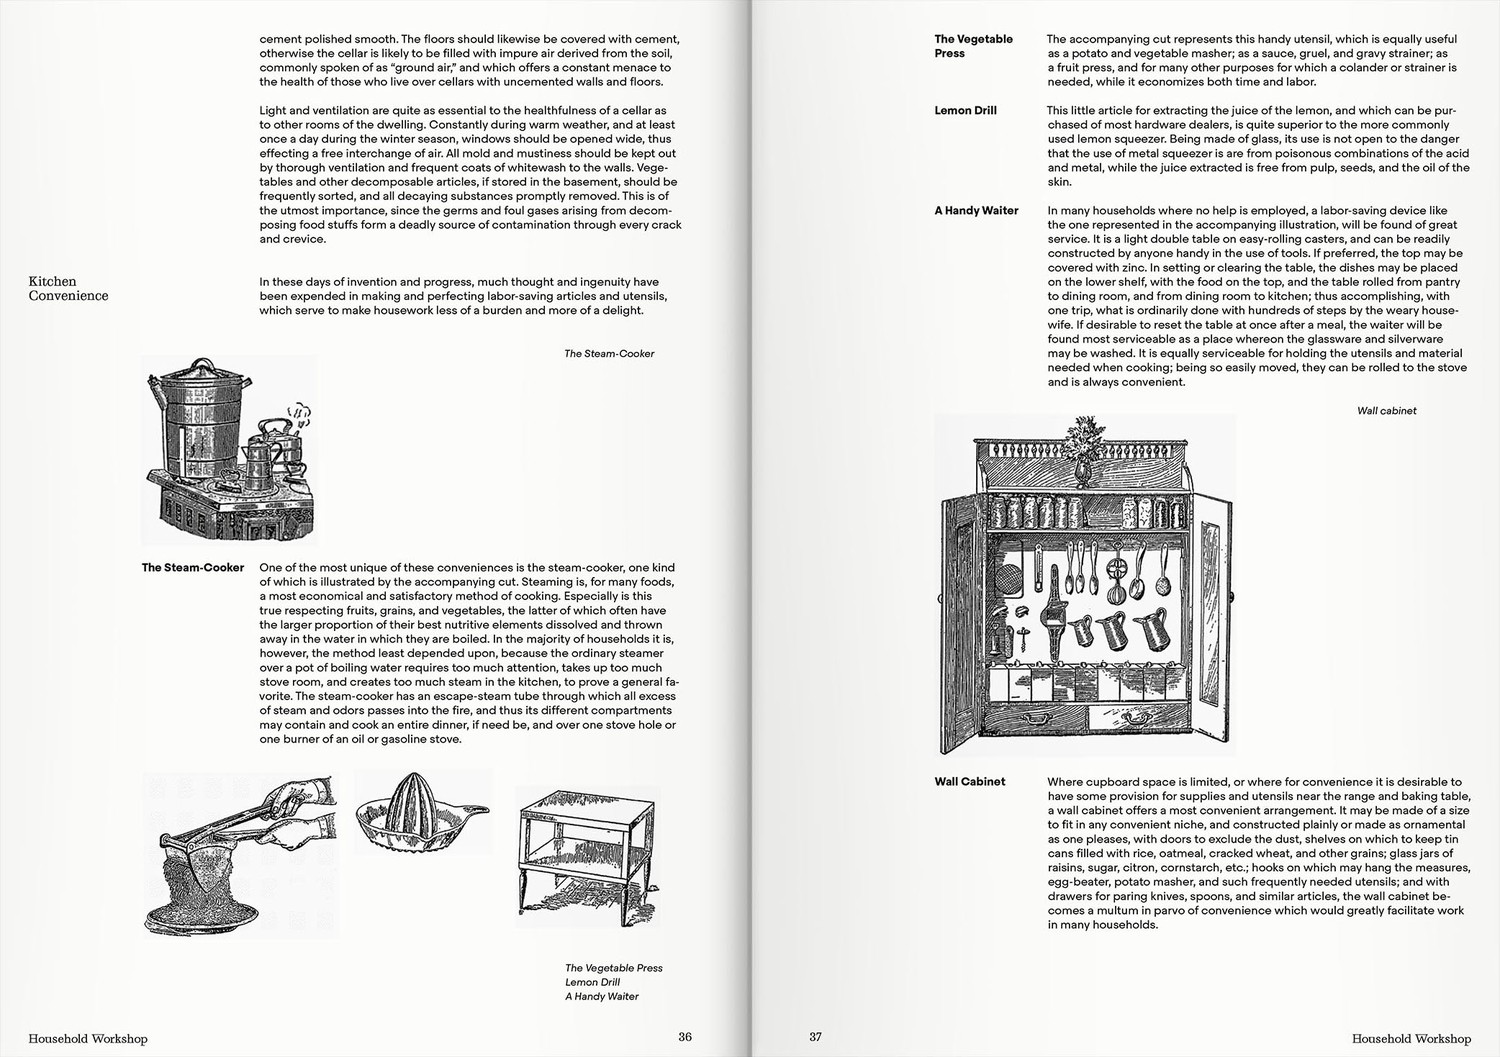 cement polished smooth. The floors should likewise be covered with cement,
otherwise the cellar is likely to be filled with impure air derived from the soil,
commonly spoken of as “ground air,” and which offers a constant menace to
the health of those who live over cellars with uncemented walls and floors.
Light and ventilation are quite as essential to the healthfulness of a cellar as
to other rooms of the dwelling. Constantly during warm weather, and at least
once a day during the winter season, windows should be opened wide, thus
effecting a free interchange of air. All mold and mustiness should be kept out
by thorough ventilation and frequent coats of whitewash to the walls. Vege-
tables and other decomposable articles, if stored in the basement, should be
frequently sorted, and all decaying substances promptly removed. This is of
the utmost importance, since the germs and foul gases arising from decom-
posing food stuffs form a deadly source of contamination through every crack
and crevice.
Kitchen
Convenience
In these days of invention and progress, much thought and ingenuity have
been expended in making and perfecting labor-saving articles and utensils,
which serve to make housework less of a burden and more of a delight.
The Steam-Cooker
The Steam-Cooker
One of the most unique of these conveniences is the steam-cooker, one kind
of which is illustrated by the accompanying cut. Steaming is, for many foods,
a most economical and satisfactory method of cooking. Especially is this
true respecting fruits, grains, and vegetables, the latter of which often have
the larger proportion of their best nutritive elements dissolved and thrown
away in the water in which they are boiled. In the majority of households it is,
however, the method least depended upon, because the ordinary steamer
over a pot of boiling water requires too much attention, takes up too much
stove room, and creates too much steam in the kitchen, to prove a general fa-
vorite. The steam-cooker has an escape-steam tube through which all excess
of steam and odors passes into the fire, and thus its different compartments
may contain and cook an entire dinner, if need be, and over one stove hole or
one burner of an oil or gasoline stove.
The Vegetable Press
Lemon Drill
A Handy Waiter
Household Workshop
36
The Vegetable
Press
The accompanying cut represents this handy utensil, which is equally useful
as a potato and vegetable masher; as a sauce, gruel, and gravy strainer; as
a fruit press, and for many other purposes for which a colander or strainer is
needed, while it economizes both time and labor.
Lemon Drill
This little article for extracting the juice of the lemon, and which can be pur-
chased of most hardware dealers, is quite superior to the more commonly
used lemon squeezer. Being made of glass, its use is not open to the danger
that the use of metal squeezer is are from poisonous combinations of the acid
and metal, while the juice extracted is free from pulp, seeds, and the oil of the
skin.
A Handy Waiter
In many households where no help is employed, a labor-saving device like
the one represented in the accompanying illustration, will be found of great
service. It is a light double table on easy-rolling casters, and can be readily
constructed by anyone handy in the use of tools. If preferred, the top may be
covered with zinc. In setting or clearing the table, the dishes may be placed
on the lower shelf, with the food on the top, and the table rolled from pantry
to dining room, and from dining room to kitchen; thus accomplishing, with
one trip, what is ordinarily done with hundreds of steps by the weary house-
wife. If desirable to reset the table at once after a meal, the waiter will be
found most serviceable as a place whereon the glassware and silverware
may be washed. It is equally serviceable for holding the utensils and material
needed when cooking; being so easily moved, they can be rolled to the stove
and is always convenient.
Wall cabinet
Wall Cabinet
Where cupboard space is limited, or where for convenience it is desirable to
have some provision for supplies and utensils near the range and baking table,
a wall cabinet offers a most convenient arrangement. It may be made of a size
to fit in any convenient niche, and constructed plainly or made as ornamental
as one pleases, with doors to exclude the dust, shelves on which to keep tin
cans filled with rice, oatmeal, cracked wheat, and other grains; glass jars of
raisins, sugar, citron, cornstarch, etc.; hooks on which may hang the measures,
egg-beater, potato masher, and such frequently needed utensils; and with
drawers for paring knives, spoons, and similar articles, the wall cabinet be-
comes a multum in parvo of convenience which would greatly facilitate work
in many households.
37
Household Workshop